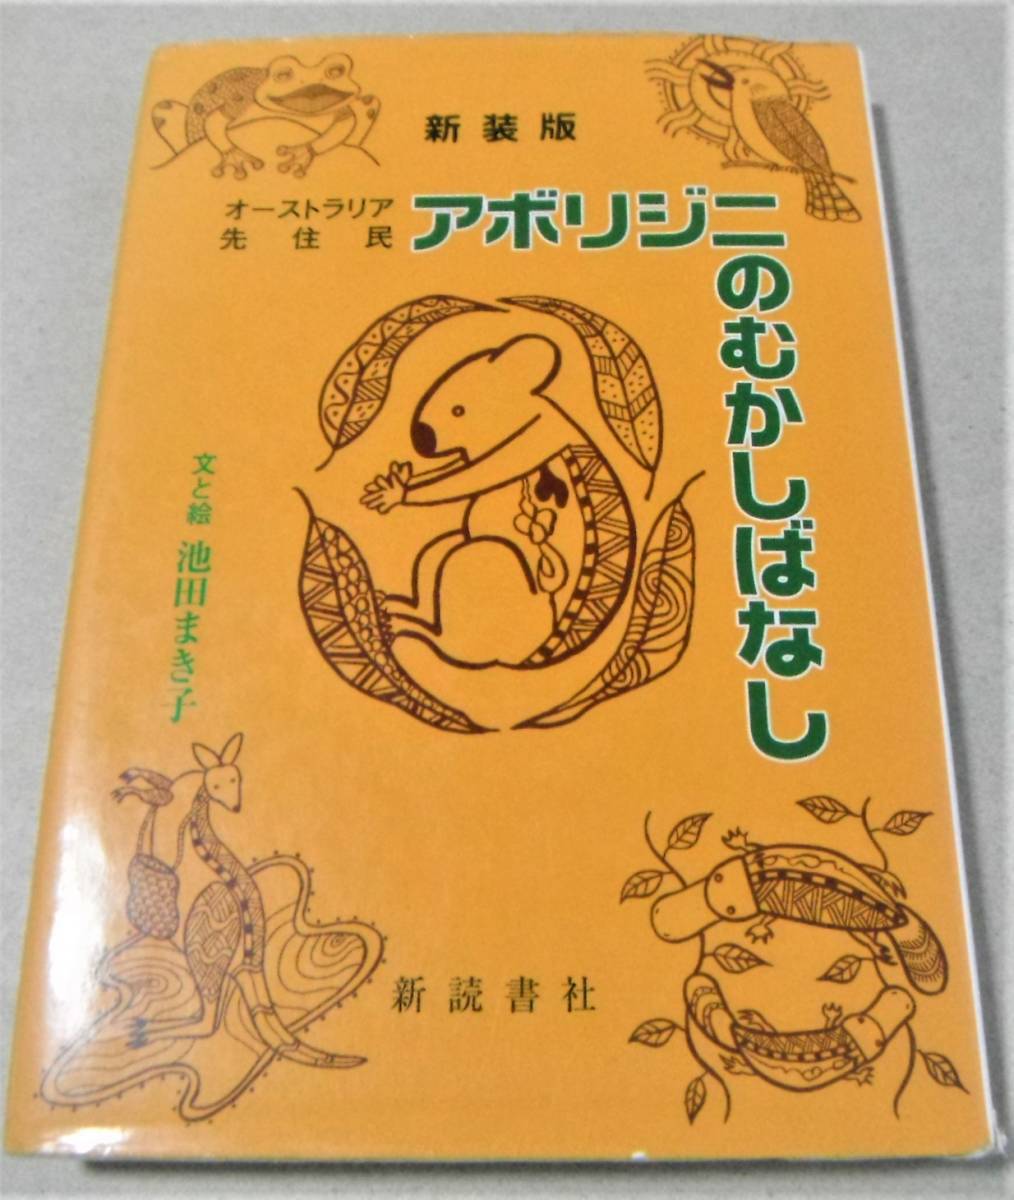 新装版
オーストラリア
先住民
アボリジニ
のむかしばなし
文と絵 池田まき子
新読書社